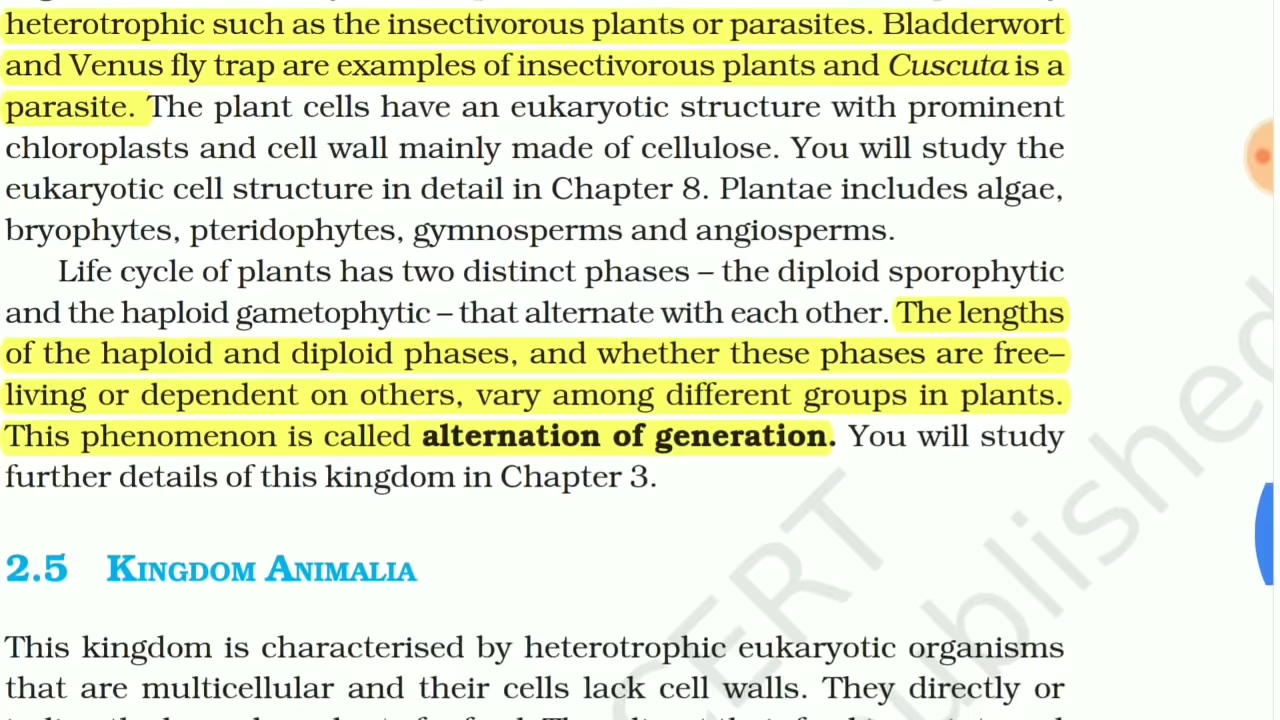 heterotrophic such as the insectivorous plants or parasites. Bladderwort
and Venus fly trap are examples of insectivorous plants and Cuscuta is a
parasite. The plant cells have an eukaryotic structure with prominent
chloroplasts and cell wall mainly made of cellulose. You will study the
eukaryotic cell structure in detail in Chapter 8. Plantae includes algae,
bryophytes, pteridophytes, gymnosperms and angiosperms.
Life cycle of plants has two distinct phases – the diploid sporophytic
and the haploid gametophytic – that alternate with each other. The lengths
of the haploid and diploid phases, and whether these phases are free–
living or dependent on others, vary among different groups in plants.
This phenomenon is called alternation of generation. You will study
further details of this kingdom in Chapter 3.
2.5 KINGDOM ANIMALIA
This kingdom is characterised by heterotrophic eukaryotic organisms
that are multicellular and their cells lack cell walls. They directly or
CERT
published